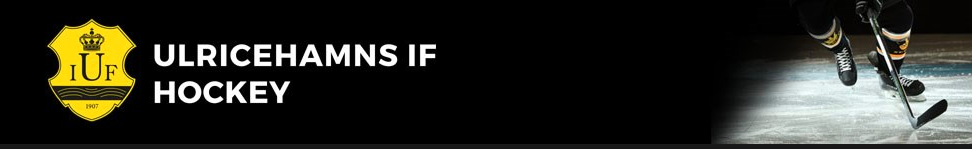 IUF
1907
ULRICEHAMNS IF
HOCKEY